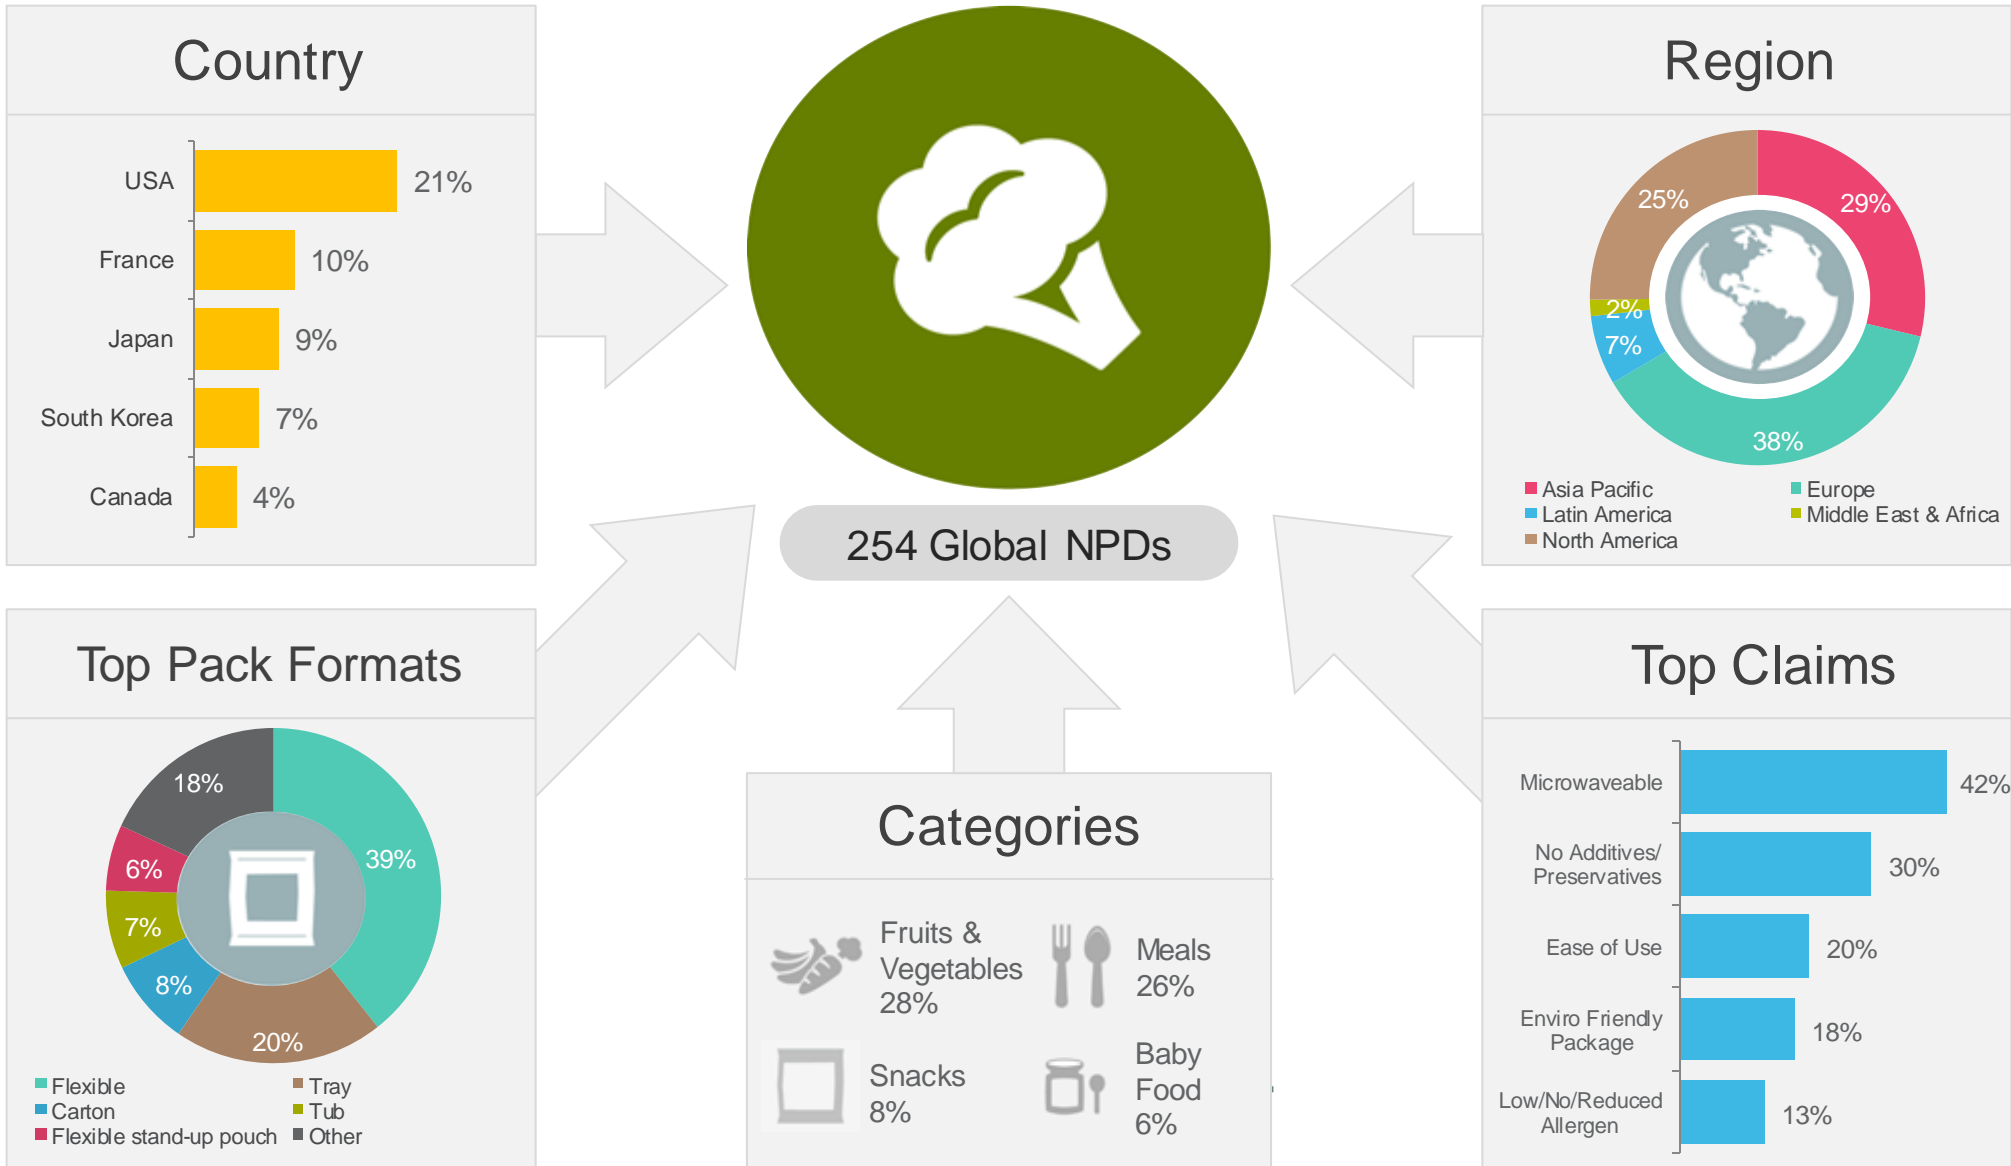 Country
USA
21%
France
10%
Japan
9%
South Korea
7%
Canada
4%
254 Global NPDs
Region
25%
29%
2%
7%
38%
Asia Pacific
Europe
Latin America
Middle East & Africa
North America
Top Pack Formats
18%
39%
6%
7%
8%
20%
Flexible
Tray
Carton
Tub
Flexible stand-up pouch
Other
Categories
Fruits &
Vegetables
28%
Meals
26%
Snacks
8%
Baby
Food
6%
Top Claims
Microwaveable
42%
No Additives/
Preservatives
30%
Ease of Use
20%
Enviro Friendly
Package
18%
Low/No/Reduced
Allergen
13%